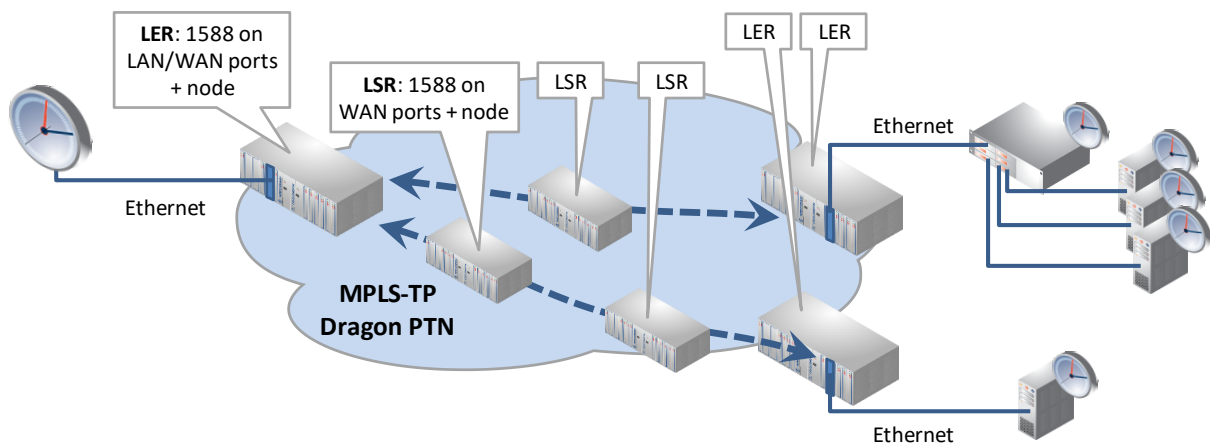 LER: 1588 on
LAN/WAN ports
+ node
LSR: 1588 on
WAN ports + node
LSR
LSR
LER
LER
Ethernet
Ethernet
MPLS-TP
Dragon PTN
Ethernet